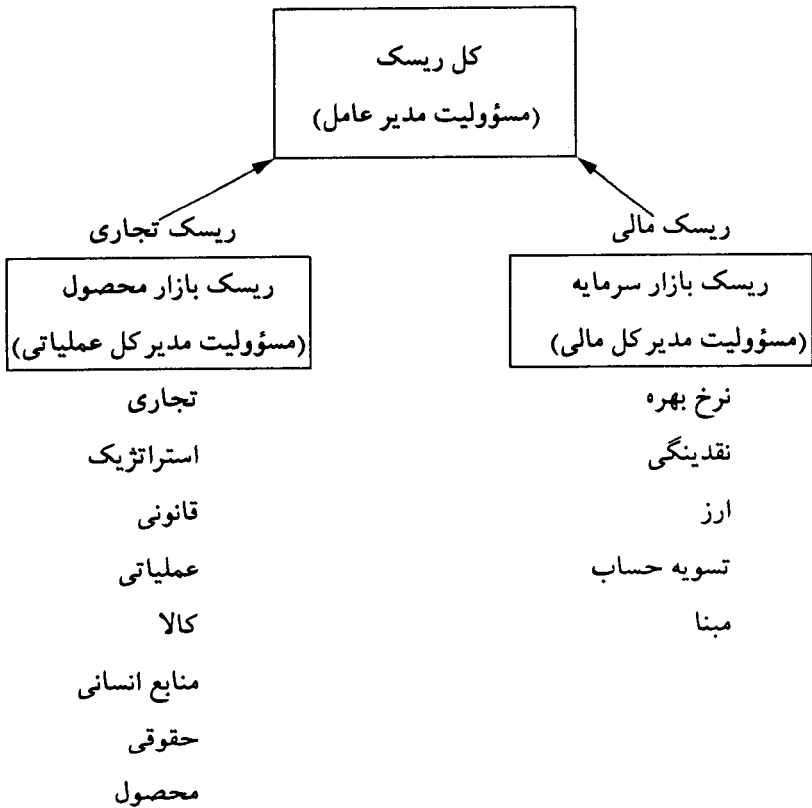 کل ریسک
(مسؤولیت مدیر عامل)
ریسک مالی
ریسک بازار سرمایه
(مسؤولیت مدیر کل مالی)
نرخ بهره
نقدینگی
ارز
تسویه حساب
مبنا
ریسک تجاری
ریسک بازار محصول
(مسؤولیت مدیر کل عملیاتی)
تجاری
استراتژیک
قانونی
عملیاتی
کالا
منابع انسانی
حقوقی
محصول